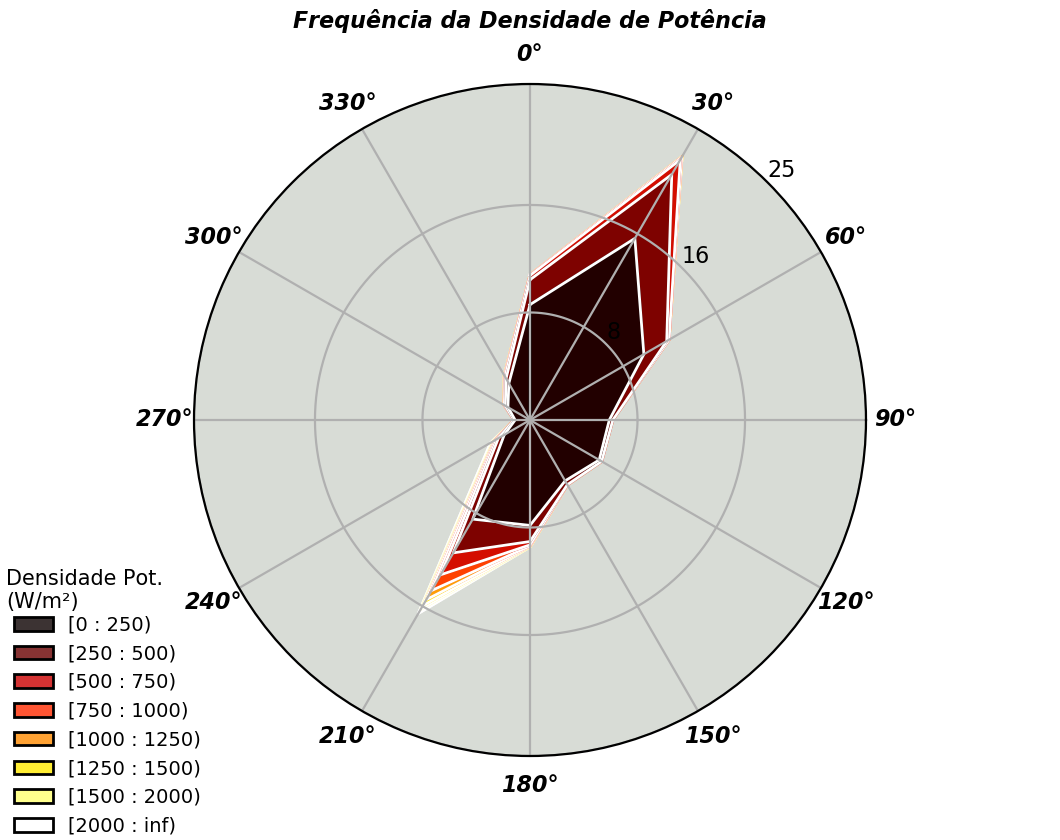 Frequência da Densidade de Potência
0°
330°
30°
25
300°
60°
16
8
270°
90°
240°
120°
210°
150°
180°
Densidade Pot.
(W/m²)
[0 : 250)
[250 : 500)
[500 : 750)
[750 : 1000)
[1000 : 1250)
[1250 : 1500)
[1500 : 2000)
[2000 : inf)